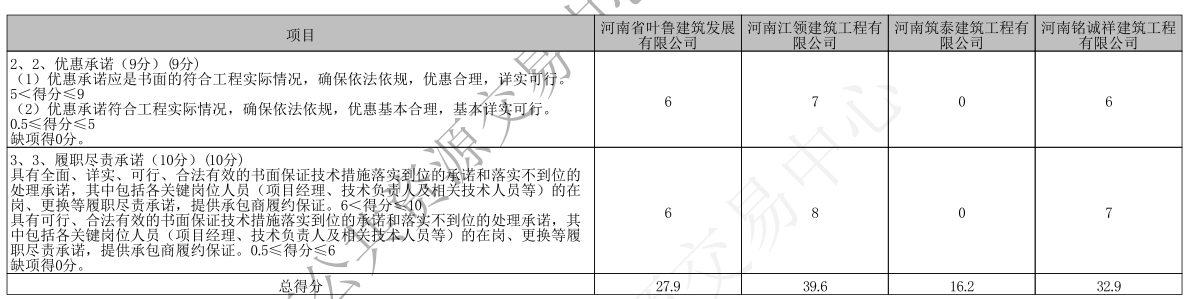 项目
河南省叶鲁建筑发展
有限公司
河南江领建筑工程有
限公司
河南筑泰建筑工程有
限公司
河南铭诚祥建筑工程
有限公司
2、2、优惠承诺（9分）(9分)
（1）优惠承诺应是书面的符合工程实际情况，确保依法依规，优惠合理，详实可行。
5＜得分≤9
（2）优惠承诺符合工程实际情况，确保依法依规，优惠基本合理，基本详实可行。
0.5≤得分≤5
缺项得0分。
6
7
0
6
3、3、履职尽责承诺（10分）(10分)
具有全面、详实、可行、合法有效的书面保证技术措施落实到位的承诺和落实不到位的
处理承诺，其中包括各关键岗位人员（项目经理、技术负责人及相关技术人员等）的在
岗、更换等履职尽责承诺，提供承包商履约保证。6＜得分≤10
具有可行、合法有效的书面保证技术措施落实到位的承诺和落实不到位的处理承诺，其
中包括各关键岗位人员（项目经理、技术负责人及相关技术人员等）的在岗、更换等履
职尽责承诺，提供承包商履约保证。0.5≤得分≤6
缺项得0分。
6
8
0
7
总得分
27.9
39.6
16.2
32.9
公共资源交易中心
源交易中心